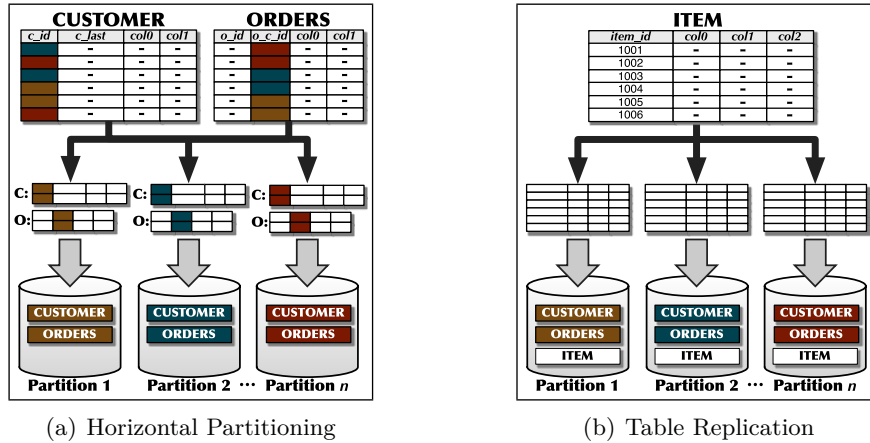 CUSTOMER ORDERS
c_id c_last col0 col1 o_id o_c_id col0 col1
- - - - - -
- - - - - -
- - - - - -
- - - - - -
- - - - - -
- - - - - -
C: C: C:
O: O: O:
CUSTOMER CUSTOMER CUSTOMER
ORDERS ORDERS ORDERS
Partition 1 Partition 2 ... Partition n
(a) Horizontal Partitioning
ITEM
item_id col0 col1 col2
1001 - - -
1002 - - -
1003 - - -
1004 - - -
1005 - - -
1006 - - -
CUSTOMER CUSTOMER CUSTOMER
ORDERS ORDERS ORDERS
ITEM ITEM ITEM
Partition 1 Partition 2 ... Partition n
(b) Table Replication